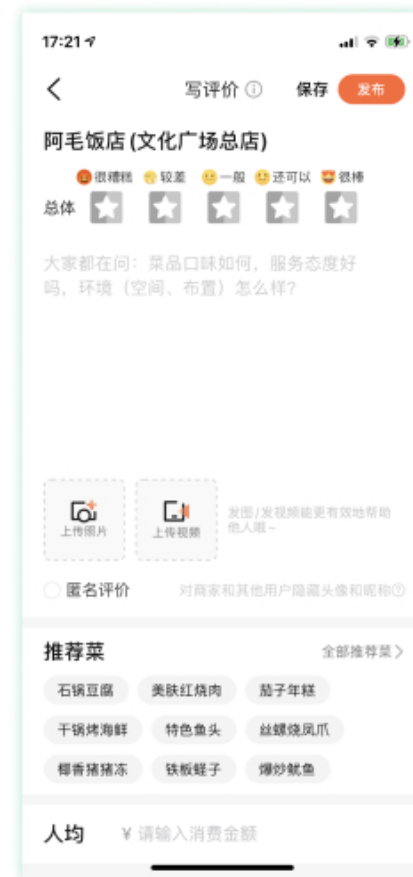 17:21
写评价 保存 发布
阿毛饭店(文化广场总店)
很糟糕 较差 一般 还可以 很棒
总体
大家都在问：菜品口味如何，服务态度好
吗，环境（空间、布置）怎么样？
上传照片 上传视频
发图/发视频能更有效地帮助
他人哦~
匿名评价 对商家和其他用户隐藏头像和昵称
推荐菜 全部推荐菜
石锅豆腐 美肤红烧肉 茄子年糕
干锅烤海鲜 特色鱼头 丝螺烧凤爪
椰香猪猪冻 铁板蛏子 爆炒鱿鱼
人均 ¥ 请输入消费金额